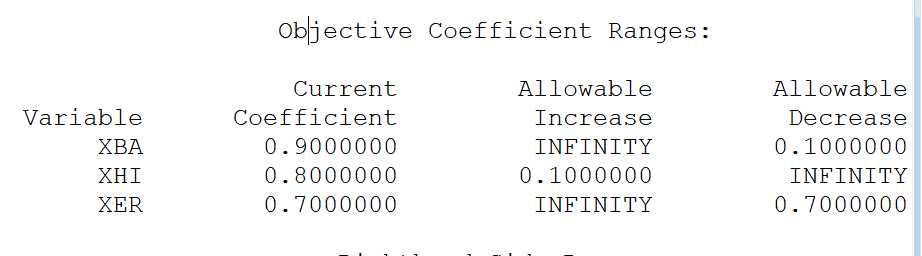 Objective Coefficient Ranges:
Current Allowable Allowable
Variable Coefficient Increase Decrease
XBA 0.9000000 INFINITY 0.1000000
XHI 0.8000000 0.1000000 INFINITY
XER 0.7000000 INFINITY 0.7000000